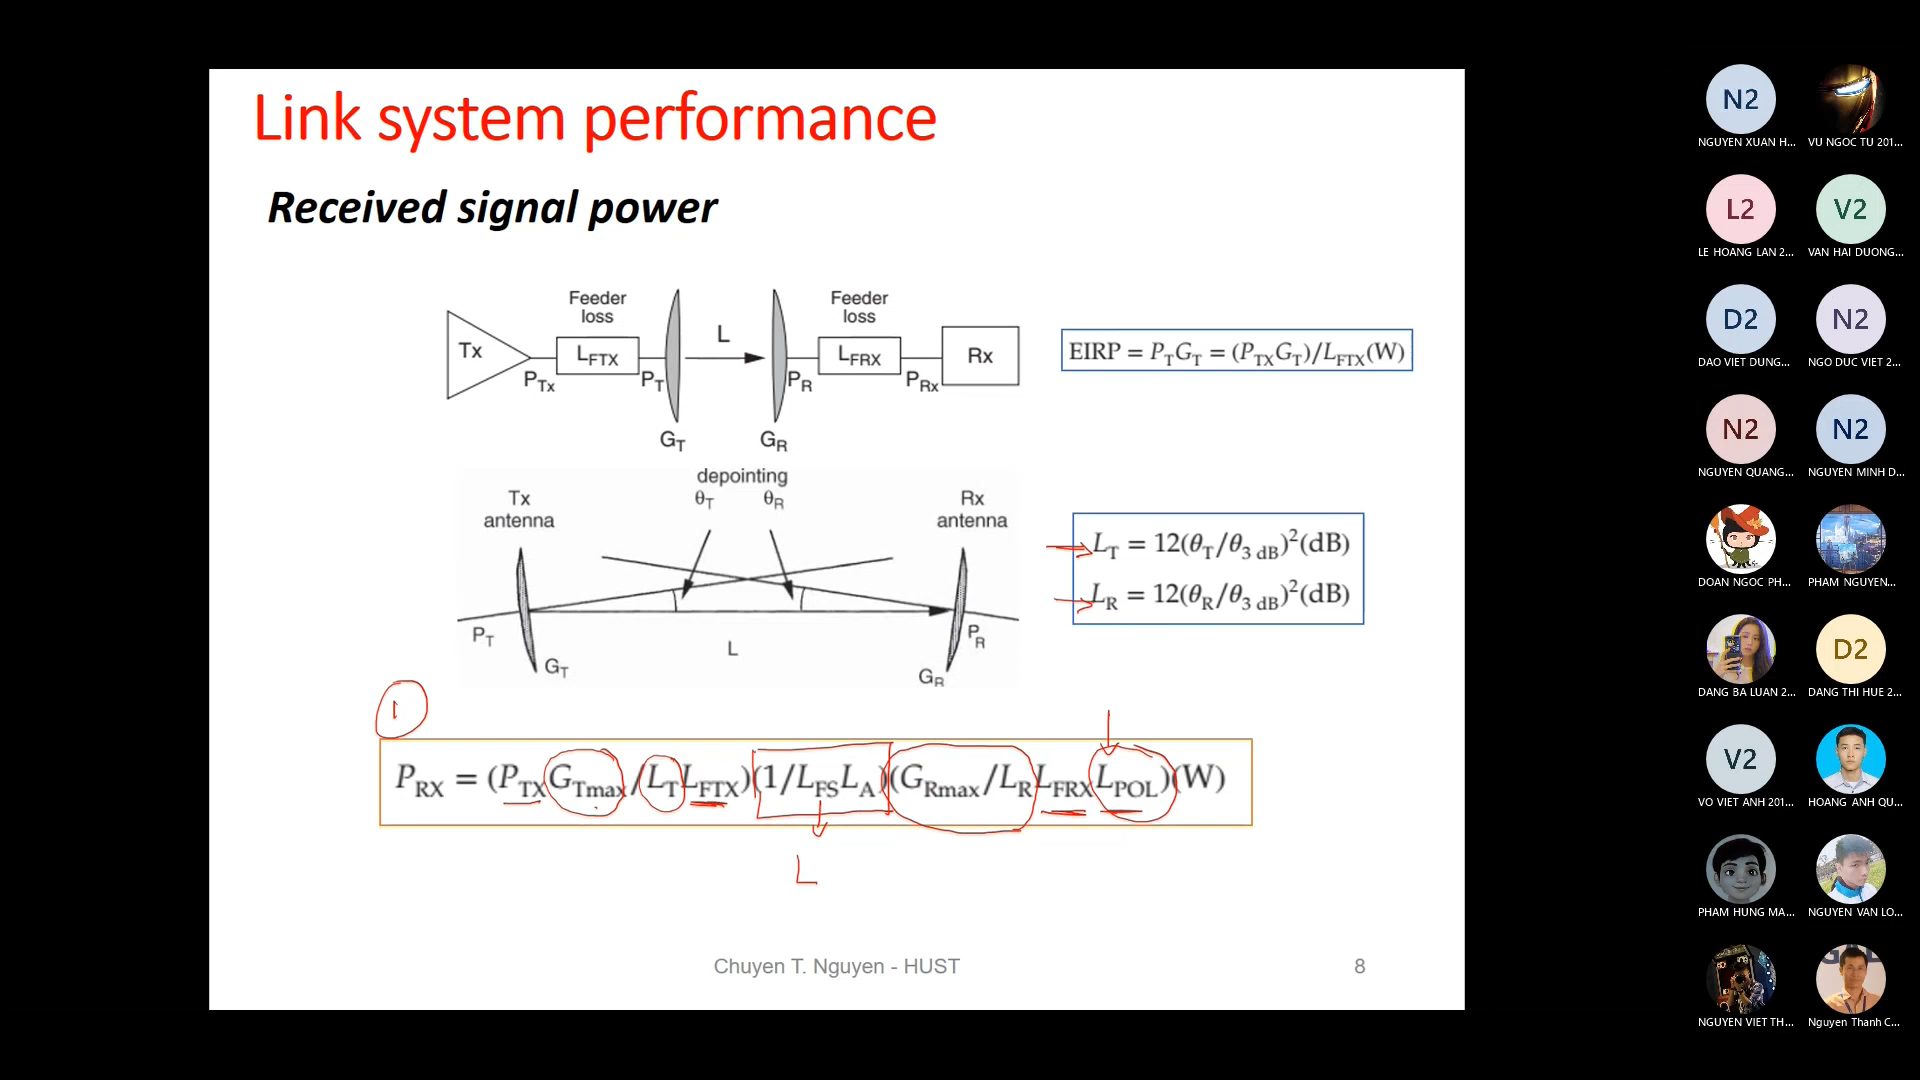 Link system performance
Received signal power
Feeder loss
Feeder loss
Tx
L_FTX
L
L_FRX
Rx
P_Tx
P_T
P_R
P_Rx
G_T
G_R
EIRP = P_T G_T = (P_TX G_T)/L_FTX (W)
depointing
θ_T
θ_R
Tx antenna
Rx antenna
P_T
G_T
L
P_R
G_R
L_T = 12(θ_T/θ_3 dB)²(dB)
L_R = 12(θ_R/θ_3 dB)²(dB)
1
P_RX = (P_TX G_Tmax/L_T L_FTX)(1/L_FS L_A)(G_Rmax/L_R L_FRX L_POL)(W)
L
Chuyen T. Nguyen - HUST
8
N2
NGUYEN XUAN H...
VU NGOC TU 201...
L2
V2
LE HOANG LAN 2...
VAN HAI DUONG...
D2
N2
DAO VIET DUNG...
NGO DUC VIET 2...
N2
N2
NGUYEN QUANG...
NGUYEN MINH D...
DOAN NGOC PH...
PHAM NGUYEN...
D2
DANG BA LUAN 2...
DANG THI HUE 2...
V2
VO VIET ANH 201...
HOANG ANH QU...
PHAM HUNG MA...
NGUYEN VAN LO...
NGUYEN VIET TH...
Nguyen Thanh C...